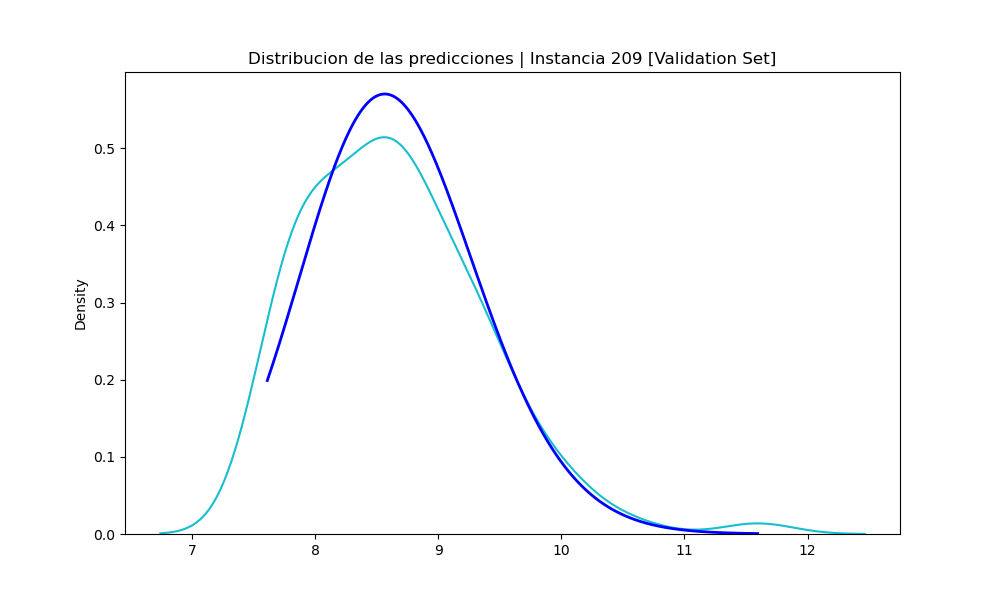 Distribucion de las predicciones | Instancia 209 [Validation Set]
Density
0.5
0.4
0.3
0.2
0.1
0.0
7 8 9 10 11 12